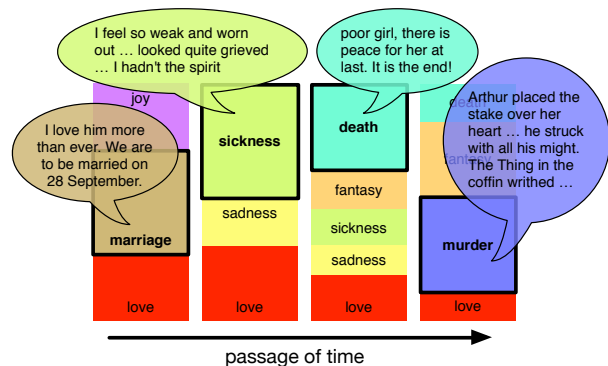 I feel so weak and worn
out … looked quite grieved
… I hadn't the spirit
poor girl, there is
peace for her at
last. It is the end!
Arthur placed the
stake over her
heart … he struck
with all his might.
The Thing in the
coffin writhed …
I love him more
than ever. We are
to be married on
28 September.
joy
marriage
love
sickness
sadness
love
death
fantasy
sickness
sadness
love
death
fantasy
murder
love
passage of time